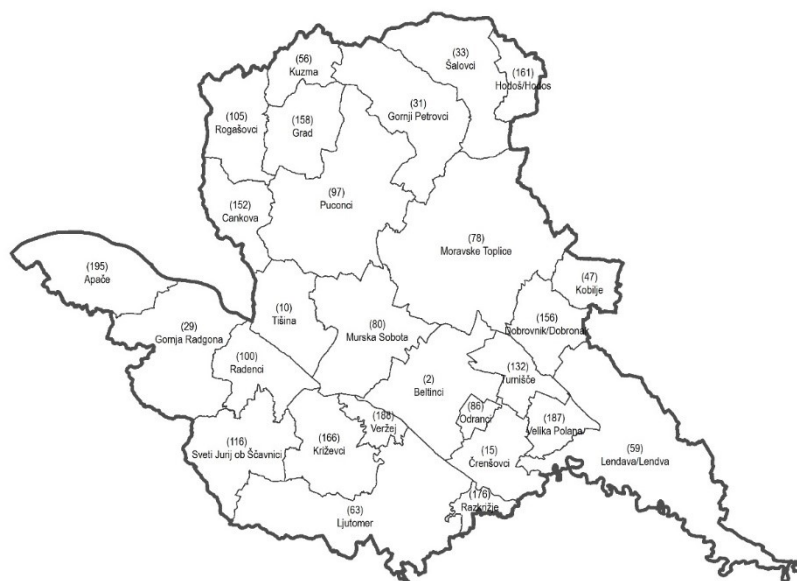 (56)
Kuzma
(33)
Šalovci
(161)
Hodoš/Hodos
(31)
Gornji Petrovci
(105)
Rogašovci
(158)
Grad
(152)
Cankova
(97)
Puconci
(78)
Moravske Toplice
(195)
Apače
(47)
Kobilje
(10)
Tišina
(156)
Dobrovnik/Dobronak
(29)
Gornja Radgona
(80)
Murska Sobota
(100)
Radenci
(132)
Turnišče
(2)
Beltinci
(86)
Odranci
(187)
Velika Polana
(188)
Veržej
(116)
Sveti Jurij ob Ščavnici
(166)
Križevci
(15)
Črenšovci
(59)
Lendava/Lendva
(176)
Razkrižje
(63)
Ljutomer